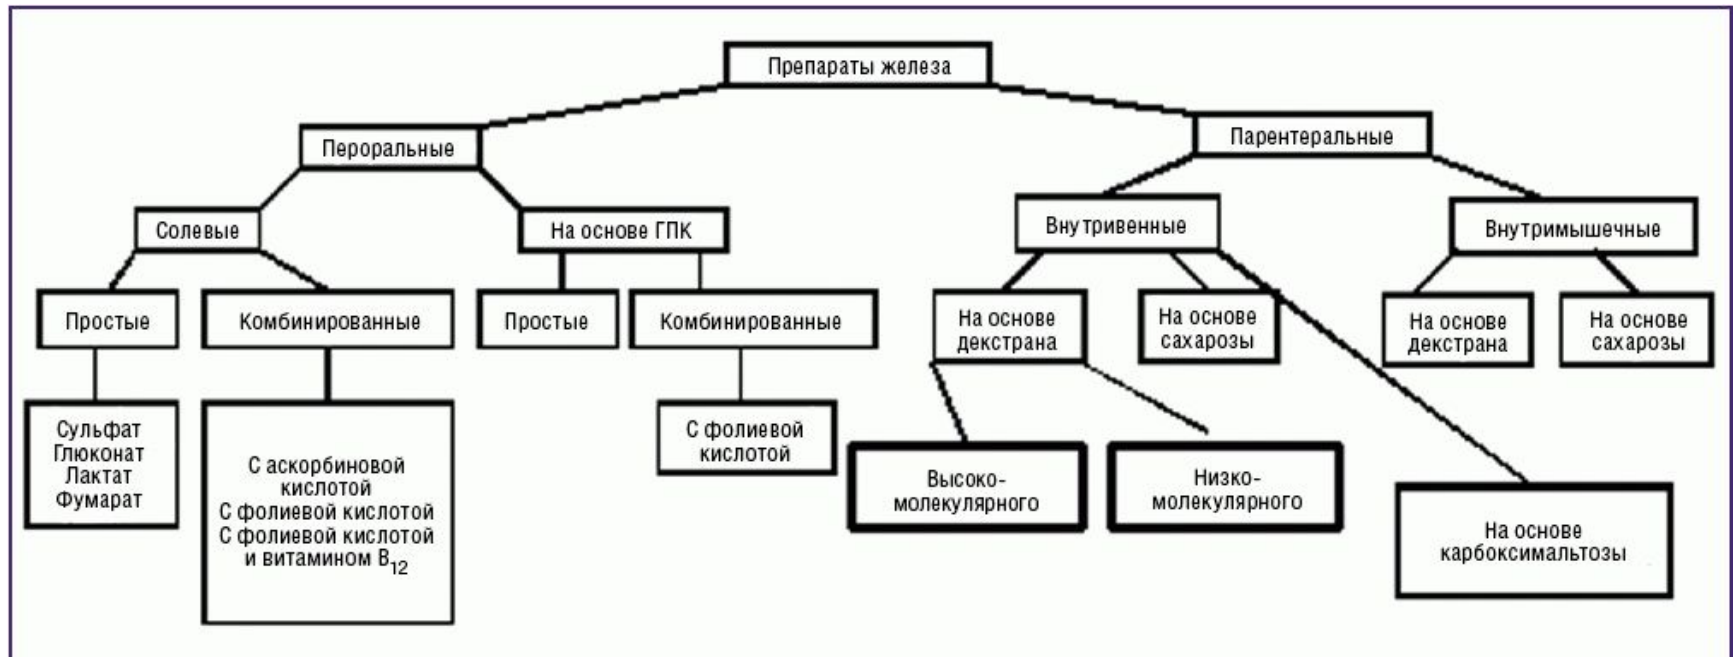 Препараты железа
Пероральные
Парентеральные
Солевые
На основе ГПК
Внутривенные
Внутримышечные
Простые
Комбинированные
Простые
Комбинированные
На основе
декстрана
На основе
сахарозы
На основе
декстрана
На основе
сахарозы
Сульфат
Глюконат
Лактат
Фумарат
С аскорбиновой
кислотой
С фолиевой кислотой
С фолиевой кислотой
и витамином B12
С фолиевой
кислотой
Высоко-
молекулярного
Низко-
молекулярного
На основе
карбоксимальтозы